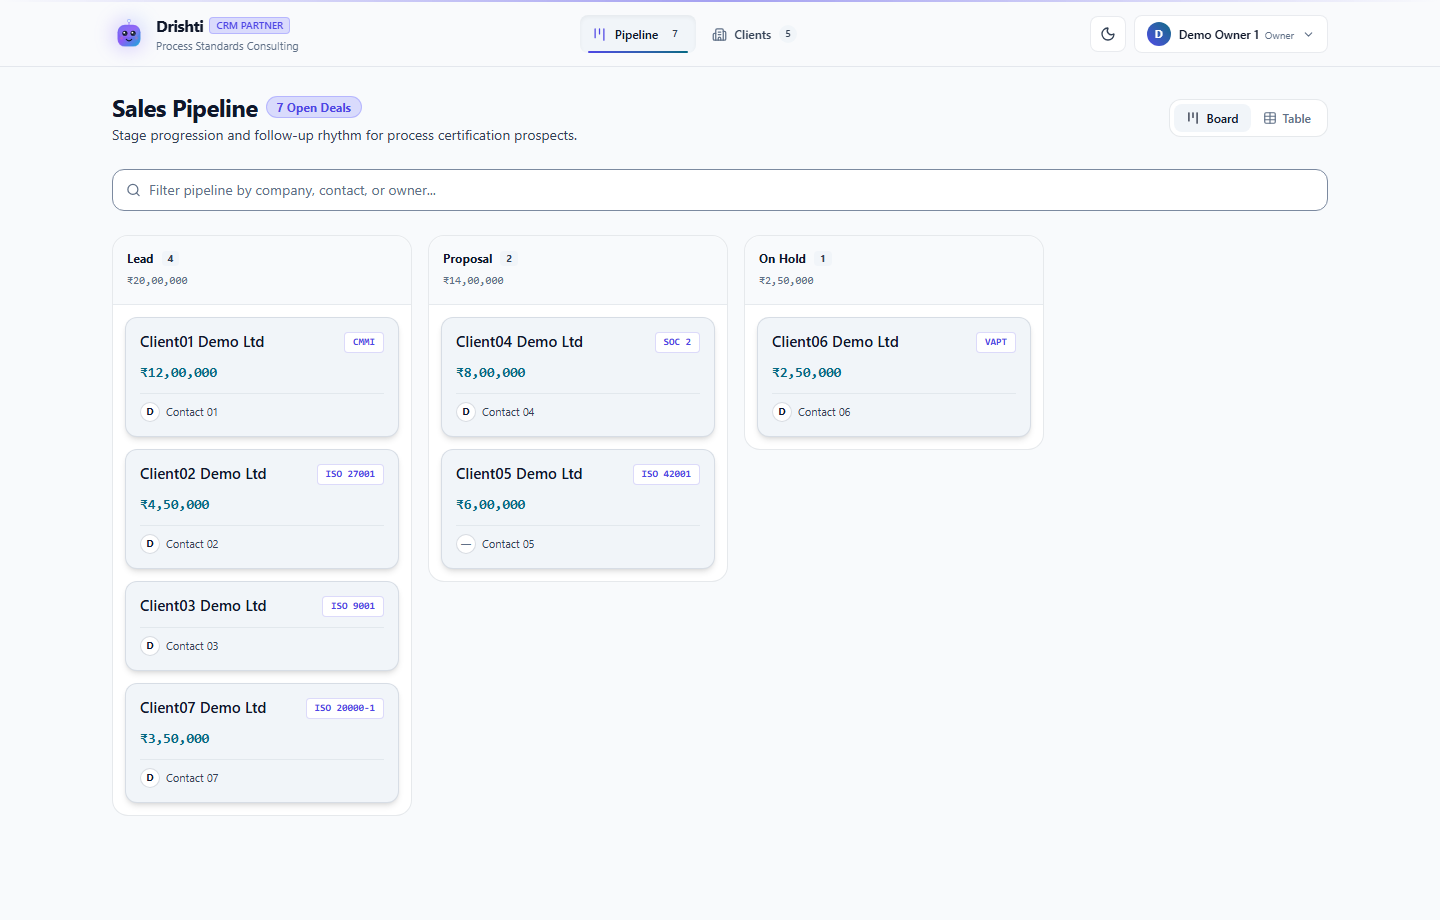 Drishti CRM PARTNER
Process Standards Consulting
Pipeline 7
Clients 5
D Demo Owner 1 Owner
Sales Pipeline 7 Open Deals
Stage progression and follow-up rhythm for process certification prospects.
Board
Table
Filter pipeline by company, contact, or owner...
Lead 4
₹20,00,000
Client01 Demo Ltd CMMI
₹12,00,000
D Contact 01
Client02 Demo Ltd ISO 27001
₹4,50,000
D Contact 02
Client03 Demo Ltd ISO 9001
D Contact 03
Client07 Demo Ltd ISO 20000-1
₹3,50,000
D Contact 07
Proposal 2
₹14,00,000
Client04 Demo Ltd SOC 2
₹8,00,000
D Contact 04
Client05 Demo Ltd ISO 42001
₹6,00,000
— Contact 05
On Hold 1
₹2,50,000
Client06 Demo Ltd VAPT
₹2,50,000
D Contact 06